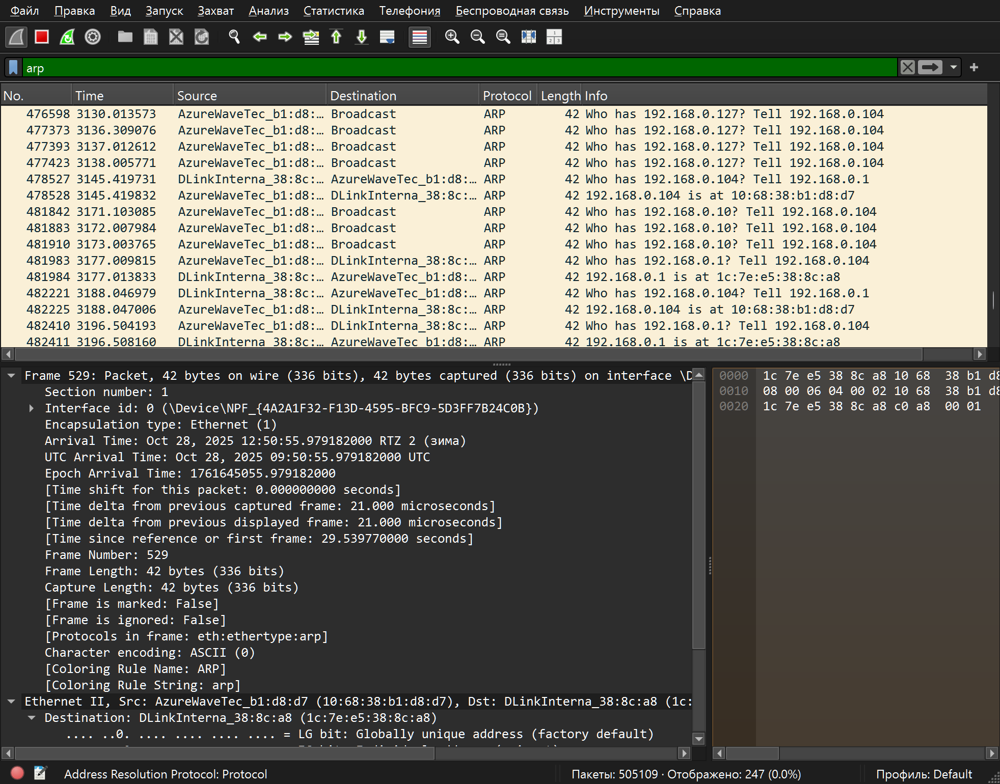 Файл Правка Вид Запуск Захват Анализ Статистика Телефония Беспроводная связь Инструменты Справка
arp
No. Time Source Destination Protocol Length Info
476598 3130.013573 AzureWaveTec_b1:d8:… Broadcast ARP 42 Who has 192.168.0.127? Tell 192.168.0.104
477373 3136.309076 AzureWaveTec_b1:d8:… Broadcast ARP 42 Who has 192.168.0.127? Tell 192.168.0.104
477393 3137.012612 AzureWaveTec_b1:d8:… Broadcast ARP 42 Who has 192.168.0.127? Tell 192.168.0.104
477423 3138.005771 AzureWaveTec_b1:d8:… Broadcast ARP 42 Who has 192.168.0.127? Tell 192.168.0.104
478527 3145.419731 DLinkInterna_38:8c:… AzureWaveTec_b1:d8:… ARP 42 Who has 192.168.0.104? Tell 192.168.0.1
478528 3145.419832 AzureWaveTec_b1:d8:… DLinkInterna_38:8c:… ARP 42 192.168.0.104 is at 10:68:38:b1:d8:d7
481842 3171.103085 AzureWaveTec_b1:d8:… Broadcast ARP 42 Who has 192.168.0.10? Tell 192.168.0.104
481883 3172.007984 AzureWaveTec_b1:d8:… Broadcast ARP 42 Who has 192.168.0.10? Tell 192.168.0.104
481910 3173.003765 AzureWaveTec_b1:d8:… Broadcast ARP 42 Who has 192.168.0.10? Tell 192.168.0.104
481983 3177.009815 AzureWaveTec_b1:d8:… DLinkInterna_38:8c:… ARP 42 Who has 192.168.0.1? Tell 192.168.0.104
481984 3177.013833 DLinkInterna_38:8c:… AzureWaveTec_b1:d8:… ARP 42 192.168.0.1 is at 1c:7e:e5:38:8c:a8
482221 3188.046979 DLinkInterna_38:8c:… AzureWaveTec_b1:d8:… ARP 42 Who has 192.168.0.104? Tell 192.168.0.1
482225 3188.047006 AzureWaveTec_b1:d8:… DLinkInterna_38:8c:… ARP 42 192.168.0.104 is at 10:68:38:b1:d8:d7
482410 3196.504193 AzureWaveTec_b1:d8:… DLinkInterna_38:8c:… ARP 42 Who has 192.168.0.1? Tell 192.168.0.104
482411 3196.508160 DLinkInterna_38:8c:… AzureWaveTec_b1:d8:… ARP 42 192.168.0.1 is at 1c:7e:e5:38:8c:a8
Frame 529: Packet, 42 bytes on wire (336 bits), 42 bytes captured (336 bits) on interface \D
Section number: 1
Interface id: 0 (\Device\NPF_{4A2A1F32-F13D-4595-BFC9-5D3FF7B24C0B})
Encapsulation type: Ethernet (1)
Arrival Time: Oct 28, 2025 12:50:55.979182000 RTZ 2 (зима)
UTC Arrival Time: Oct 28, 2025 09:50:55.979182000 UTC
Epoch Arrival Time: 1761645055.979182000
[Time shift for this packet: 0.000000000 seconds]
[Time delta from previous captured frame: 21.000 microseconds]
[Time delta from previous displayed frame: 21.000 microseconds]
[Time since reference or first frame: 29.539770000 seconds]
Frame Number: 529
Frame Length: 42 bytes (336 bits)
Capture Length: 42 bytes (336 bits)
[Frame is marked: False]
[Frame is ignored: False]
[Protocols in frame: eth:ethertype:arp]
Character encoding: ASCII (0)
[Coloring Rule Name: ARP]
[Coloring Rule String: arp]
Ethernet II, Src: AzureWaveTec_b1:d8:d7 (10:68:38:b1:d8:d7), Dst: DLinkInterna_38:8c:a8 (1c:
Destination: DLinkInterna_38:8c:a8 (1c:7e:e5:38:8c:a8)
.... ..0. .... .... .... .... = LG bit: Globally unique address (factory default)
0000 1c 7e e5 38 8c a8 10 68 38 b1 d8
0010 08 00 06 04 00 02 10 68 38 b1 d8
0020 1c 7e e5 38 8c a8 c0 a8 00 01
Address Resolution Protocol: Protocol
Пакеты: 505109 · Отображено: 247 (0.0%)
Профиль: Default